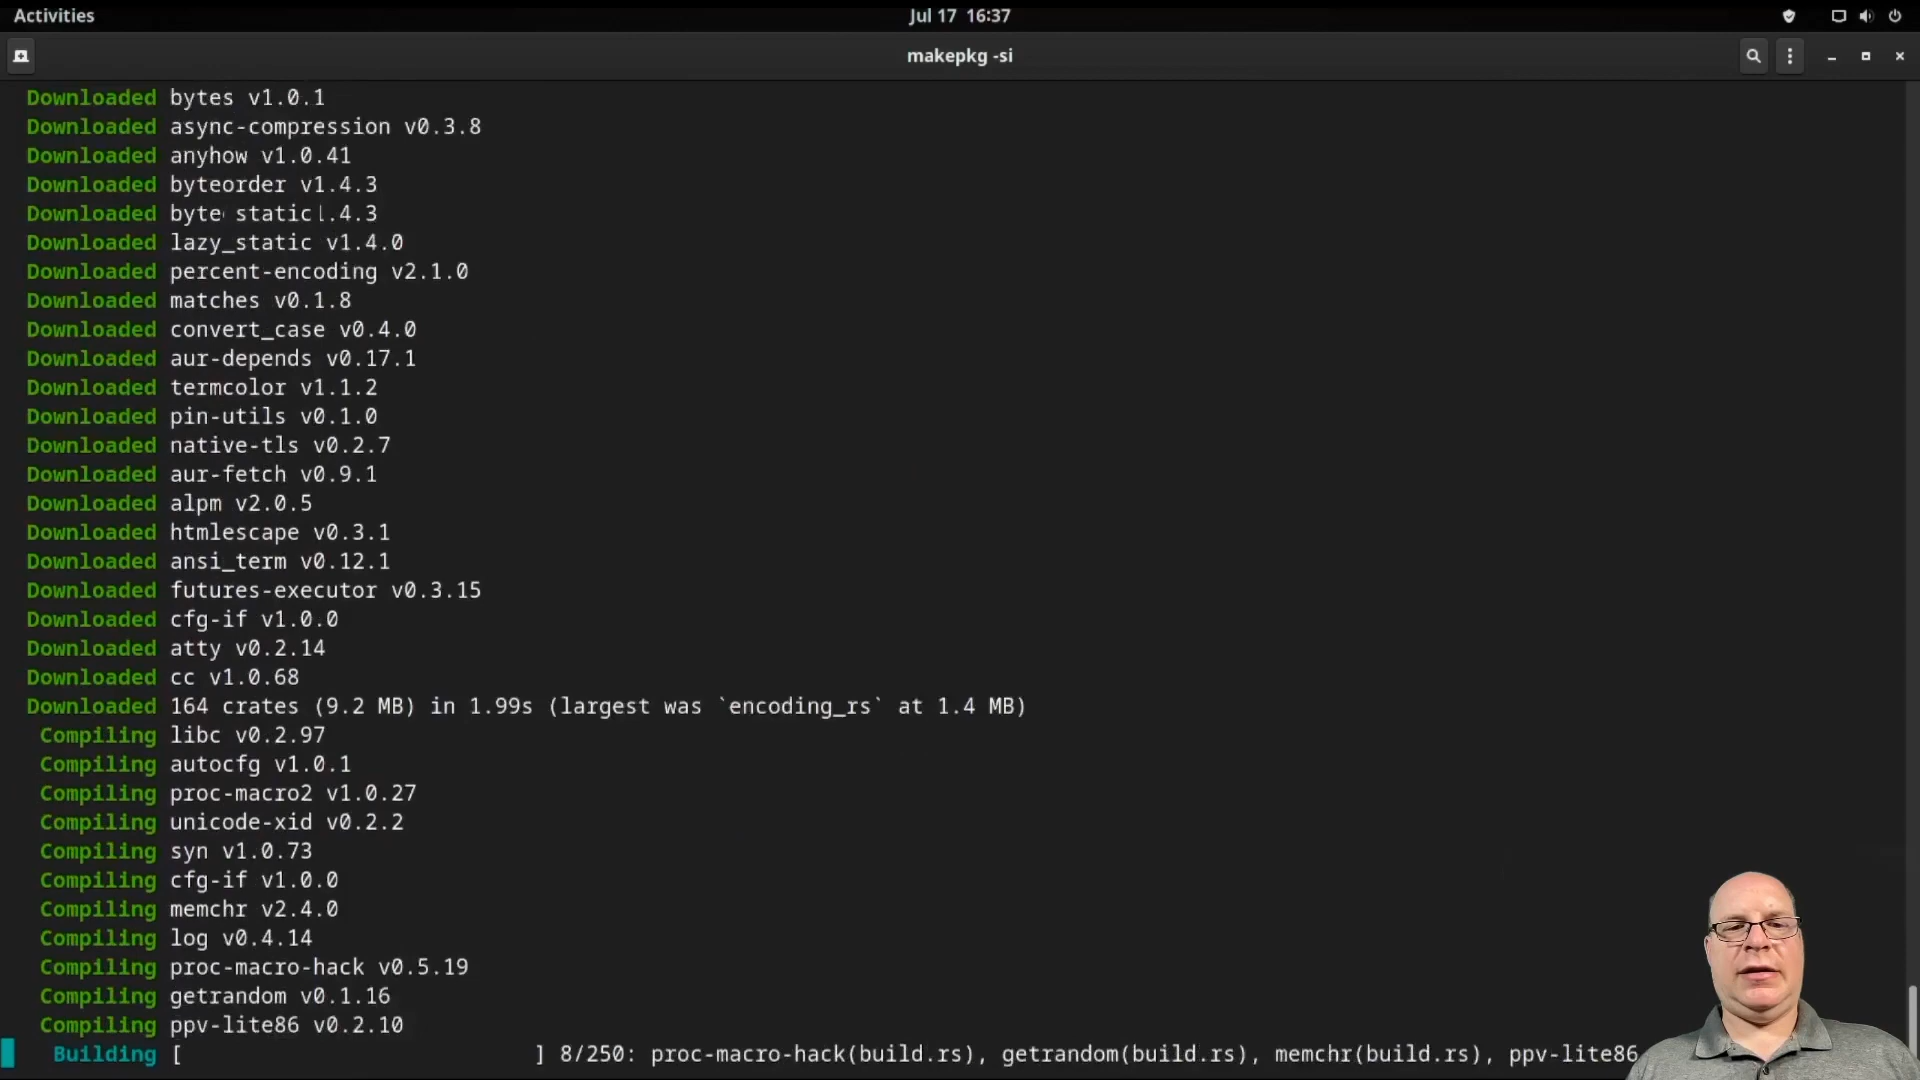 Activities
Jul 17 16:37
makepkg -si
Downloaded bytes v1.0.1
Downloaded async-compression v0.3.8
Downloaded anyhow v1.0.41
Downloaded byteorder v1.4.3
Downloaded byte static .4.3
Downloaded lazy_static v1.4.0
Downloaded percent-encoding v2.1.0
Downloaded matches v0.1.8
Downloaded convert_case v0.4.0
Downloaded aur-depends v0.17.1
Downloaded termcolor v1.1.2
Downloaded pin-utils v0.1.0
Downloaded native-tls v0.2.7
Downloaded aur-fetch v0.9.1
Downloaded alpm v2.0.5
Downloaded htmlescape v0.3.1
Downloaded ansi_term v0.12.1
Downloaded futures-executor v0.3.15
Downloaded cfg-if v1.0.0
Downloaded atty v0.2.14
Downloaded cc v1.0.68
Downloaded 164 crates (9.2 MB) in 1.99s (largest was `encoding_rs` at 1.4 MB)
Compiling libc v0.2.97
Compiling autocfg v1.0.1
Compiling proc-macro2 v1.0.27
Compiling unicode-xid v0.2.2
Compiling syn v1.0.73
Compiling cfg-if v1.0.0
Compiling memchr v2.4.0
Compiling log v0.4.14
Compiling proc-macro-hack v0.5.19
Compiling getrandom v0.1.16
Compiling ppv-lite86 v0.2.10
Building [ ] 8/250: proc-macro-hack(build.rs), getrandom(build.rs), memchr(build.rs), ppv-lite86